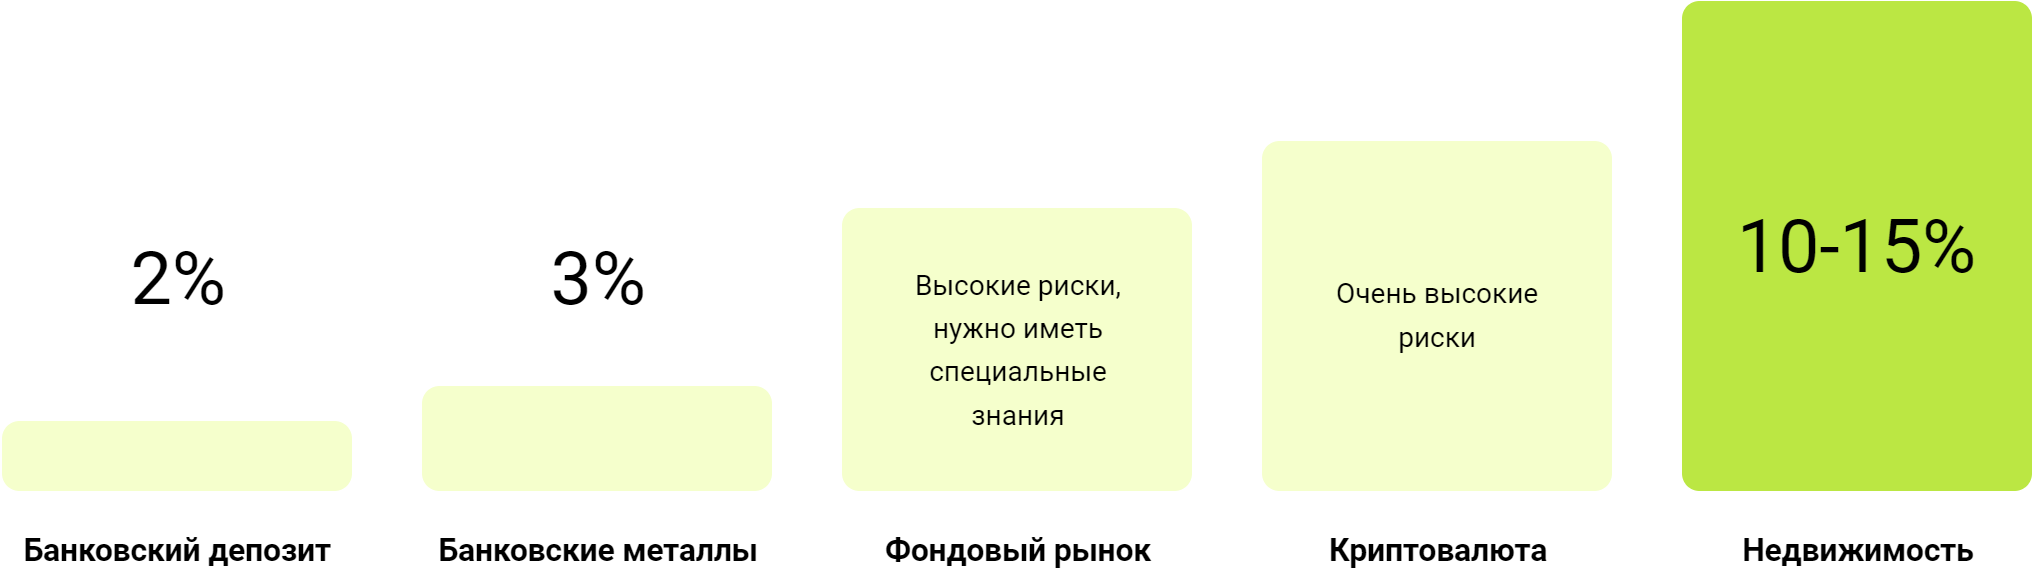 2%
3%
Высокие риски,
нужно иметь
специальные
знания
Очень высокие
риски
10-15%
Банковский депозит
Банковские металлы
Фондовый рынок
Криптовалюта
Недвижимость